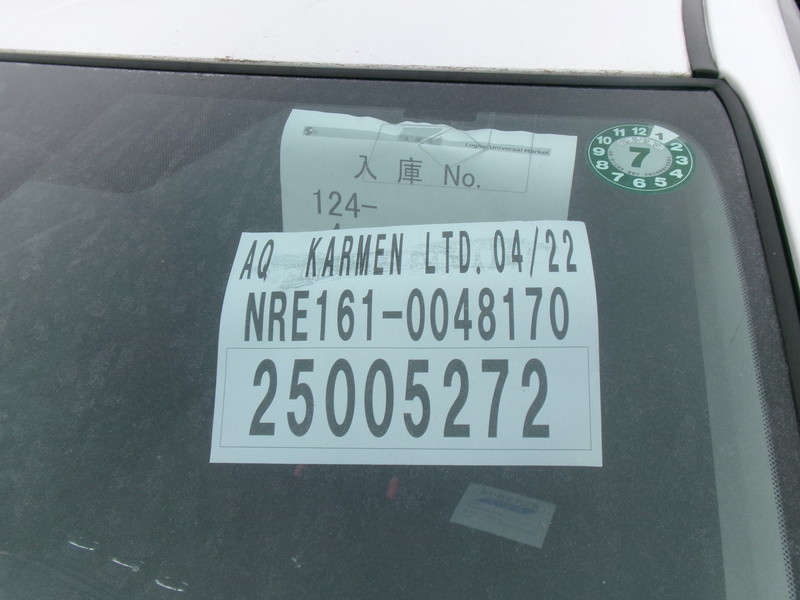 Logico Universal Market
入庫 No.
124-
AQ KARMEN LTD. 04/22
NRE161-0048170
25005272
10 11 12 1 2 3 4 5 6 7 8 9
7